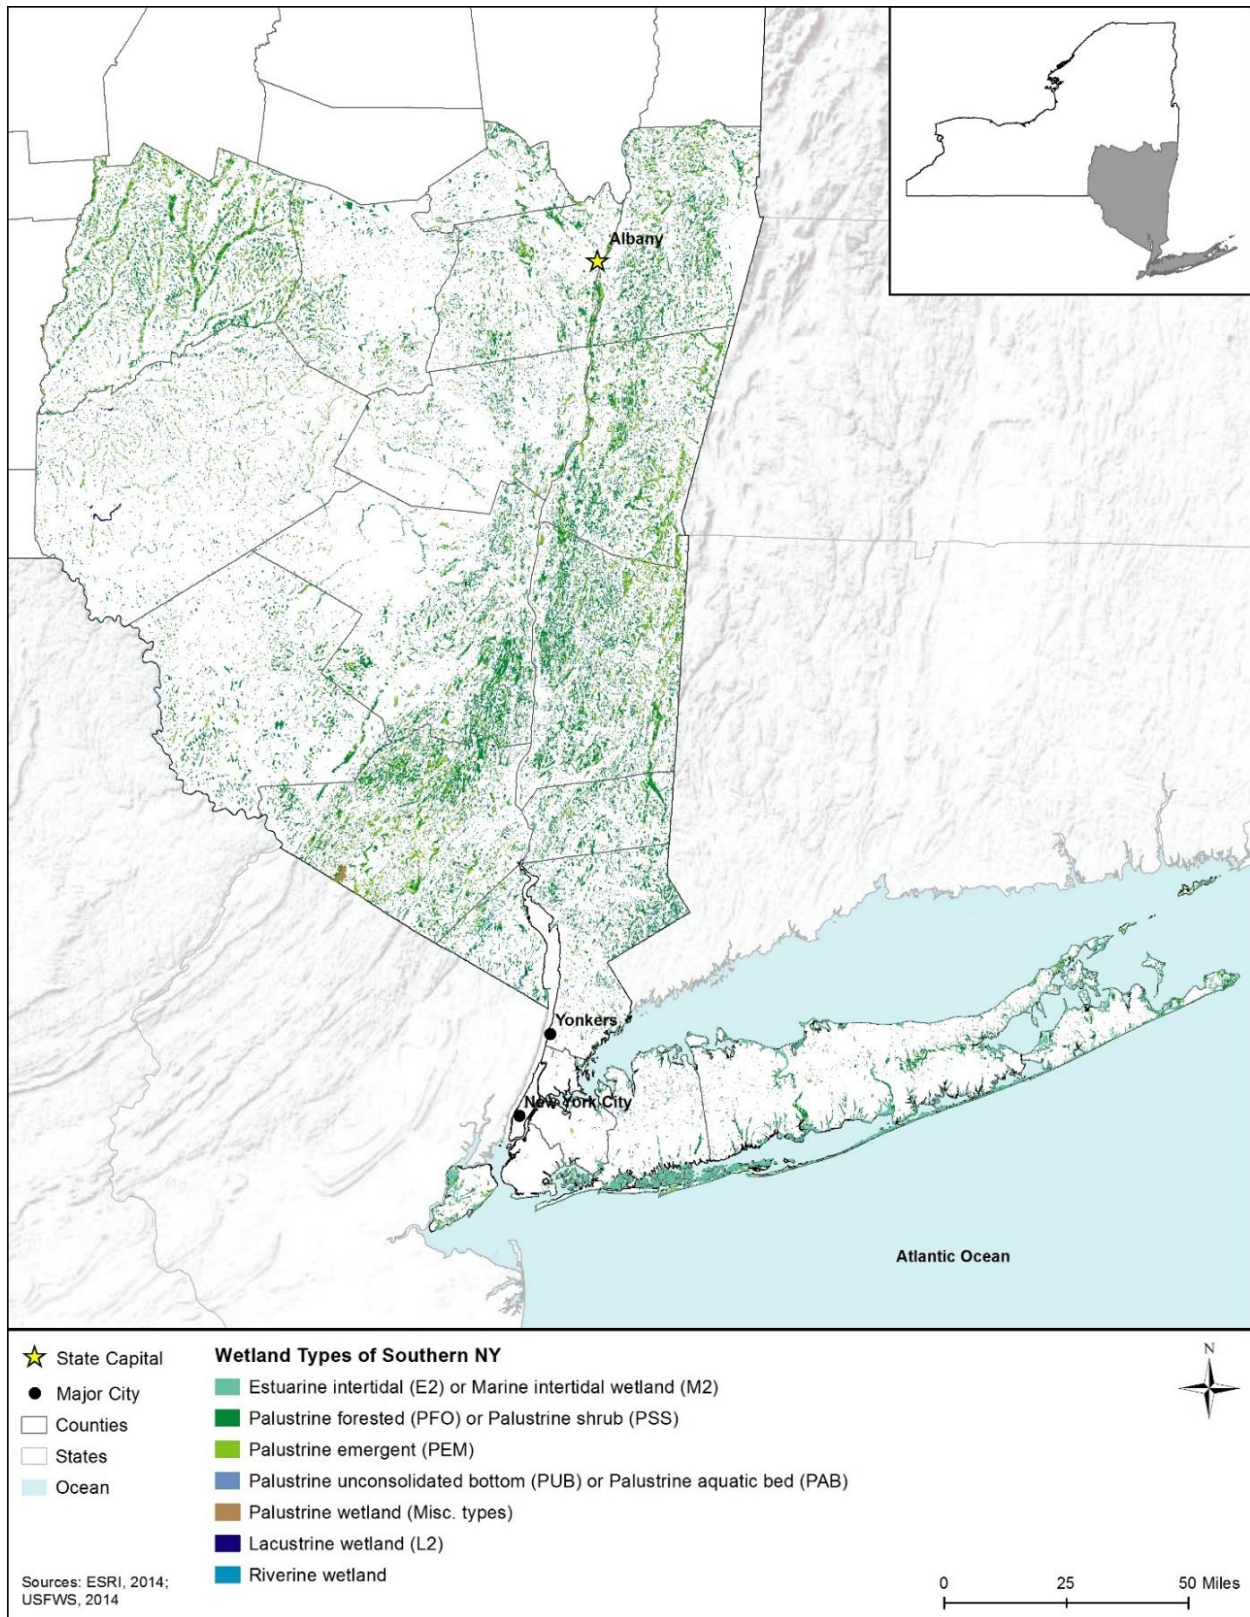 Albany
Yonkers
New York City
Atlantic Ocean
State Capital
Major City
Counties
States
Ocean
Wetland Types of Southern NY
Estuarine intertidal (E2) or Marine intertidal wetland (M2)
Palustrine forested (PFO) or Palustrine shrub (PSS)
Palustrine emergent (PEM)
Palustrine unconsolidated bottom (PUB) or Palustrine aquatic bed (PAB)
Palustrine wetland (Misc. types)
Lacustrine wetland (L2)
Riverine wetland
N
Sources: ESRI, 2014;
USFWS, 2014
0 25 50 Miles